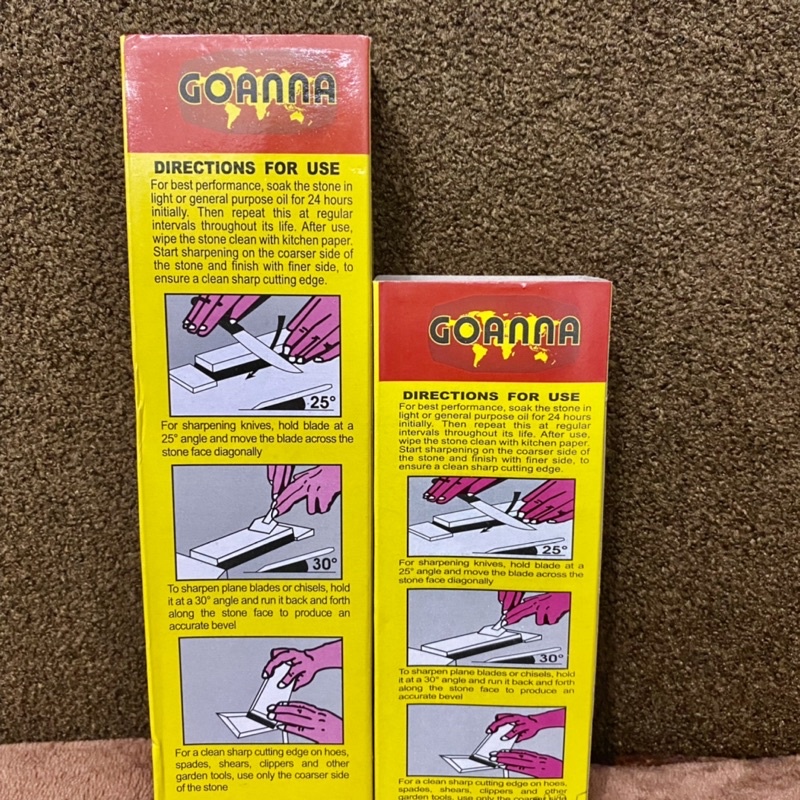 GOANNA
DIRECTIONS FOR USE
For best performance, soak the stone in
light or general purpose oil for 24 hours
initially. Then repeat this at regular
intervals throughout its life. After use,
wipe the stone clean with kitchen paper.
Start sharpening on the coarser side of
the stone and finish with finer side, to
ensure a clean sharp cutting edge.
25°
For sharpening knives, hold blade at a
25° angle and move the blade across the
stone face diagonally
30°
To sharpen plane blades or chisels, hold
it at a 30° angle and run it back and forth
along the stone face to produce an
accurate bevel
For a clean sharp cutting edge on hoes,
spades, shears, clippers and other
garden tools, use only the coarser side
of the stone
GOANNA
DIRECTIONS FOR USE
For best performance, soak the stone in
light or general purpose oil for 24 hours
initially. Then repeat this at regular
intervals throughout its life. After use,
wipe the stone clean with kitchen paper.
Start sharpening on the coarser side of
the stone and finish with finer side, to
ensure a clean sharp cutting edge.
25°
For sharpening knives, hold blade at a
25° angle and move the blade across the
stone face diagonally
30°
To sharpen plane blades or chisels, hold
it at a 30° angle and run it back and forth
along the stone face to produce an
accurate bevel
For a clean sharp cutting edge on hoes,
spades, shears, clippers and other
garden tools, use only the coarser side